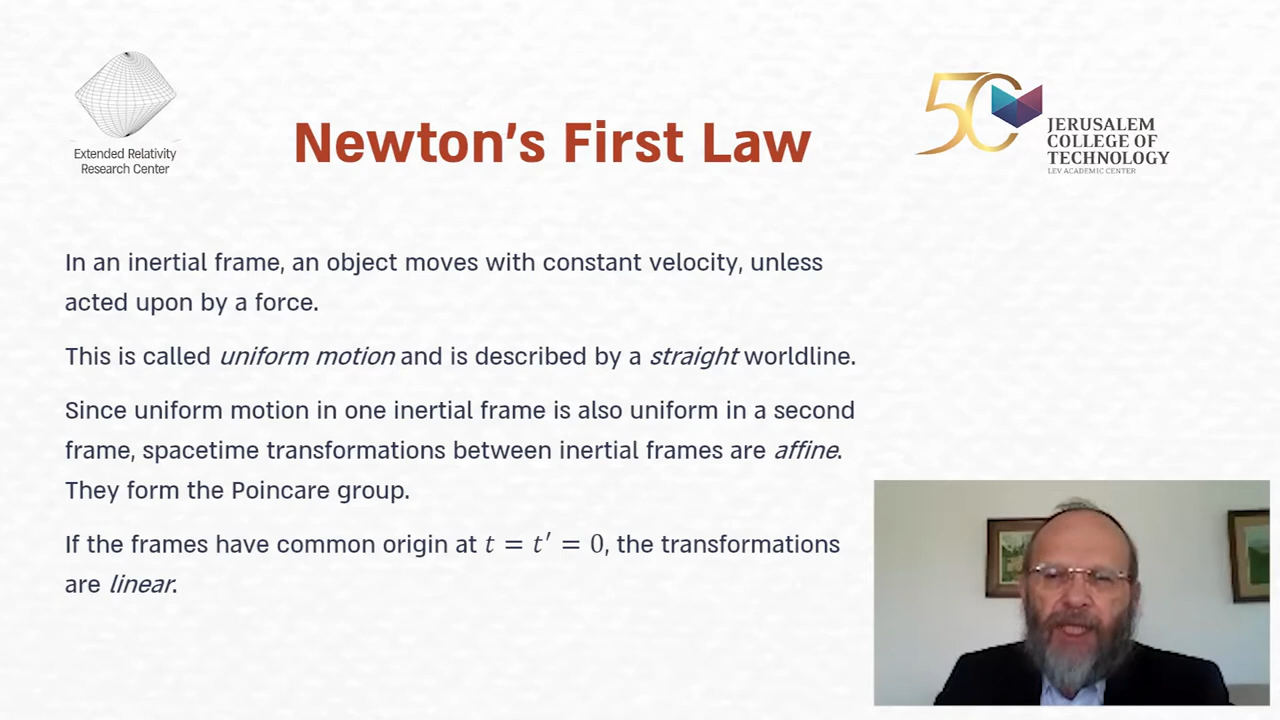 Extended Relativity
Research Center
Newton's First Law
50
JERUSALEM
COLLEGE OF
TECHNOLOGY
LEV ACADEMIC CENTER
In an inertial frame, an object moves with constant velocity, unless
acted upon by a force.
This is called uniform motion and is described by a straight worldline.
Since uniform motion in one inertial frame is also uniform in a second
frame, spacetime transformations between inertial frames are affine.
They form the Poincare group.
If the frames have common origin at t = t′ = 0, the transformations
are linear.